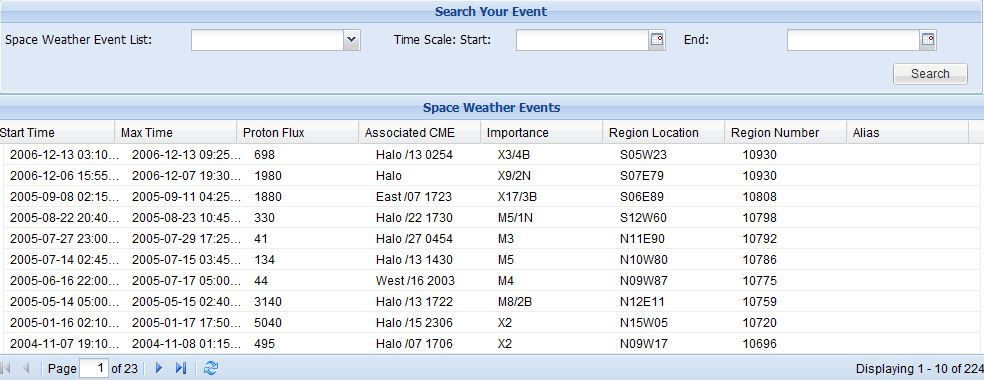 Search Your Event
Space Weather Event List: Time Scale: Start: End:
Search
Space Weather Events
Start Time Max Time Proton Flux Associated CME Importance Region Location Region Number Alias
2006-12-13 03:10... 2006-12-13 09:25... 698 Halo /13 0254 X3/4B S05W23 10930
2006-12-06 15:55... 2006-12-07 19:30... 1980 Halo X9/2N S07E79 10930
2005-09-08 02:15... 2005-09-11 04:25... 1880 East /07 1723 X17/3B S06E89 10808
2005-08-22 20:40... 2005-08-23 10:45... 330 Halo /22 1730 M5/1N S12W60 10798
2005-07-27 23:00... 2005-07-29 17:25... 41 Halo /27 0454 M3 N11E90 10792
2005-07-14 02:45... 2005-07-15 03:45... 134 Halo /13 1430 M5 N10W80 10786
2005-06-16 22:00... 2005-07-17 05:00... 44 West /16 2003 M4 N09W87 10775
2005-05-14 05:00... 2005-05-15 02:40... 3140 Halo /13 1722 M8/2B N12E11 10759
2005-01-16 02:10... 2005-01-17 17:50... 5040 Halo /15 2306 X2 N15W05 10720
2004-11-07 19:10... 2004-11-08 01:15... 495 Halo /07 1706 X2 N09W17 10696
Page 1 of 23 Displaying 1 - 10 of 224